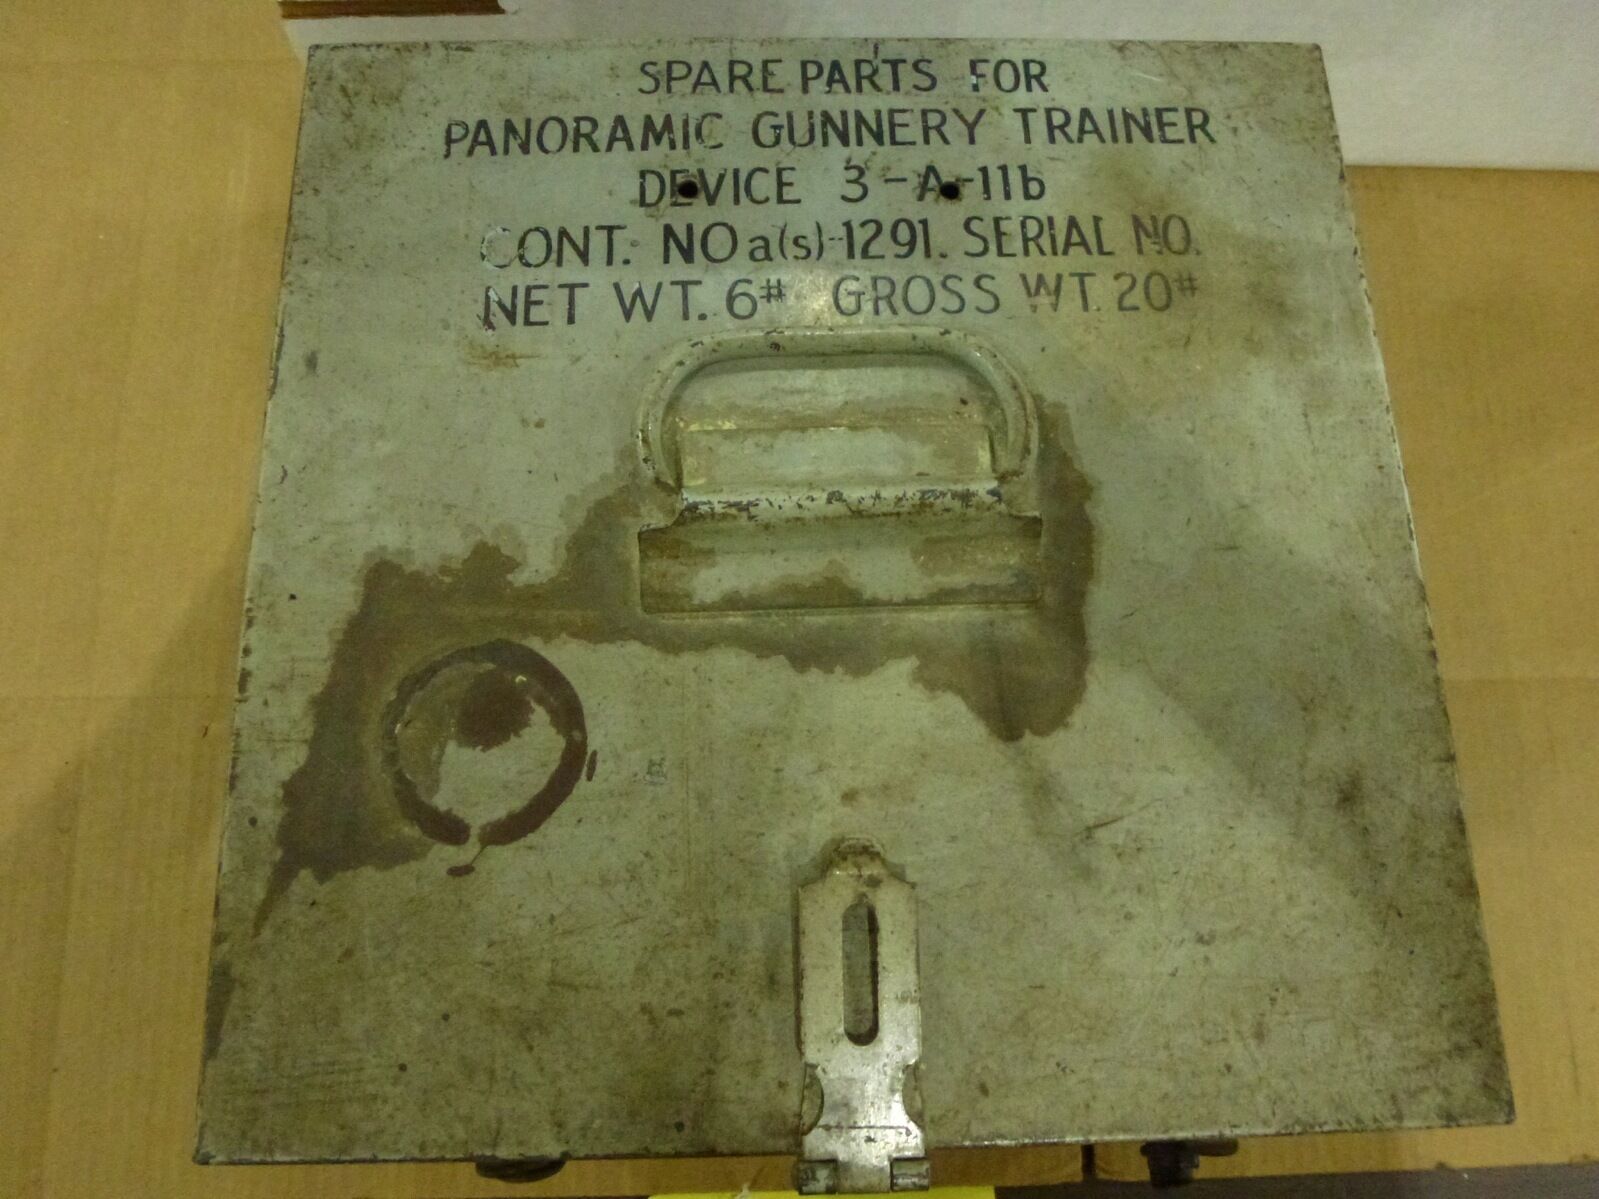 SPARE PARTS FOR
PANORAMIC GUNNERY TRAINER
DEVICE 3-A-11b
CONT. NO a(s)-1291. SERIAL NO.
NET WT. 6# GROSS WT. 20#